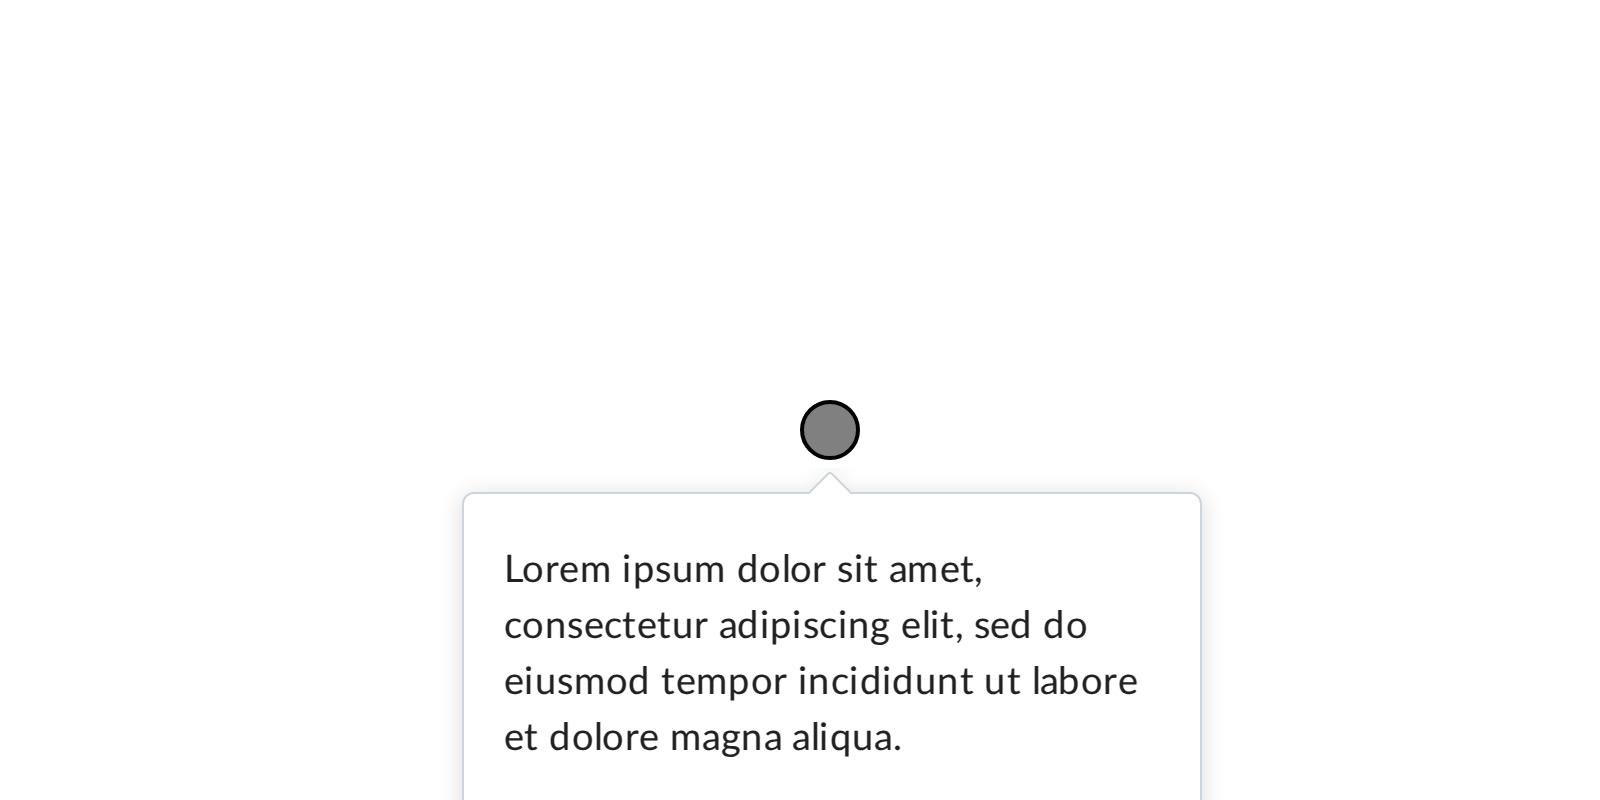 Lorem ipsum dolor sit amet,
consectetur adipiscing elit, sed do
eiusmod tempor incididunt ut labore
et dolore magna aliqua.